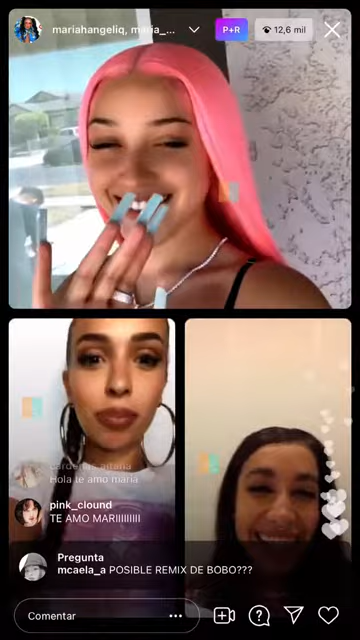 mariahangeliq, maria_...
P+R
12,6 mil
cardenas_aitana
Hola te amo maria
pink_clound
TE AMO MARIIIIIIIII
Pregunta
mcaela_a POSIBLE REMIX DE BOBO???
Comentar